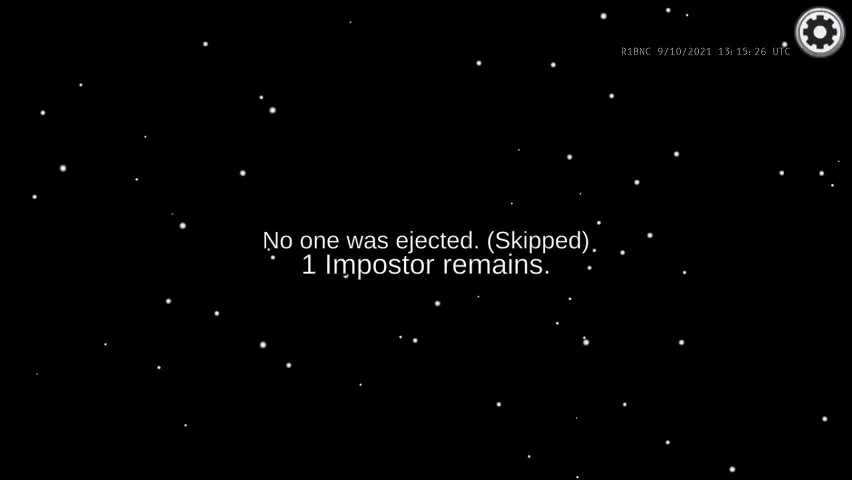 R1BNC 9/10/2021 13:15:26 UTC
No one was ejected. (Skipped)
1 Impostor remains.